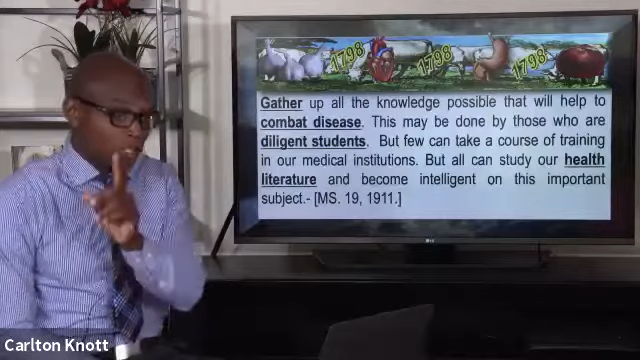 1798 1798 1798
Gather up all the knowledge possible that will help to
combat disease. This may be done by those who are
diligent students. But few can take a course of training
in our medical institutions. But all can study our health
literature and become intelligent on this important
subject.- [MS. 19, 1911.]
LG
Carlton Knott